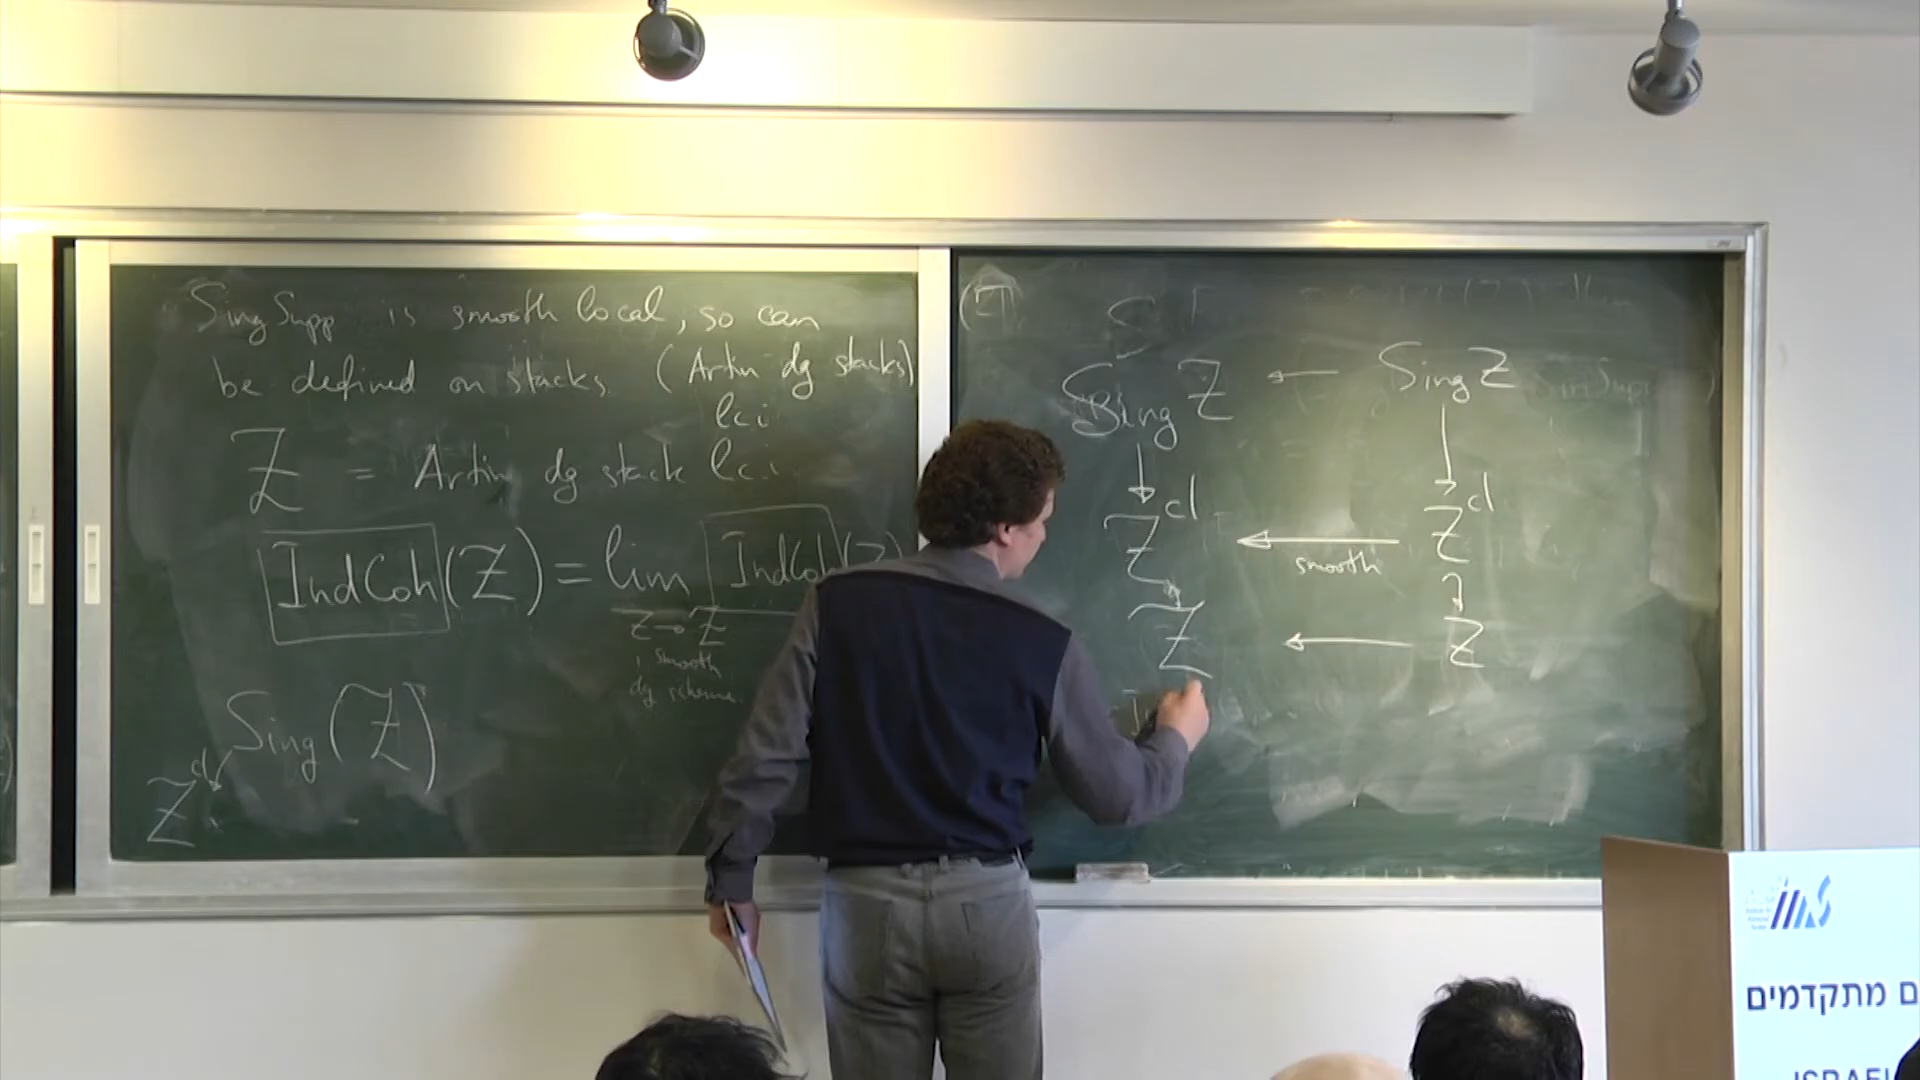 SingSupp is smooth local, so can
be defined on stacks. (Artin dg stacks)
lci
Z = Artin dg stack lci.
IndCoh(Z) = lim IndCoh(Z)
Z → Z
smooth
dg scheme
Sing(Z)
Z^cl
Sing Z ← Sing Z
Z^cl ← Z^cl
smooth
Z ← Z
ם מתקדמים